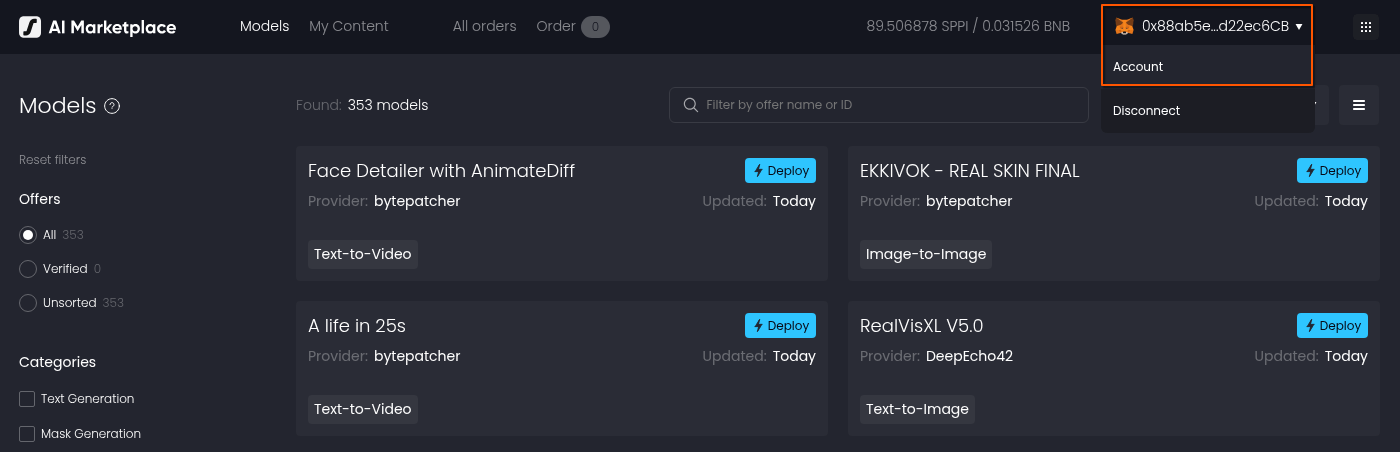 AI Marketplace
Models
My Content
All orders
Order 0
89.506878 SPPI / 0.031526 BNB
0x88ab5e...d22ec6CB ▾
Account
Disconnect
Models ?
Found: 353 models
Filter by offer name or ID
Reset filters
Offers
All 353
Verified 0
Unsorted 353
Categories
Text Generation
Mask Generation
Face Detailer with AnimateDiff
Deploy
Provider: bytepatcher
Updated: Today
Text-to-Video
EKKIVOK - REAL SKIN FINAL
Deploy
Provider: bytepatcher
Updated: Today
Image-to-Image
A life in 25s
Deploy
Provider: bytepatcher
Updated: Today
Text-to-Video
RealVisXL V5.0
Deploy
Provider: DeepEcho42
Updated: Today
Text-to-Image